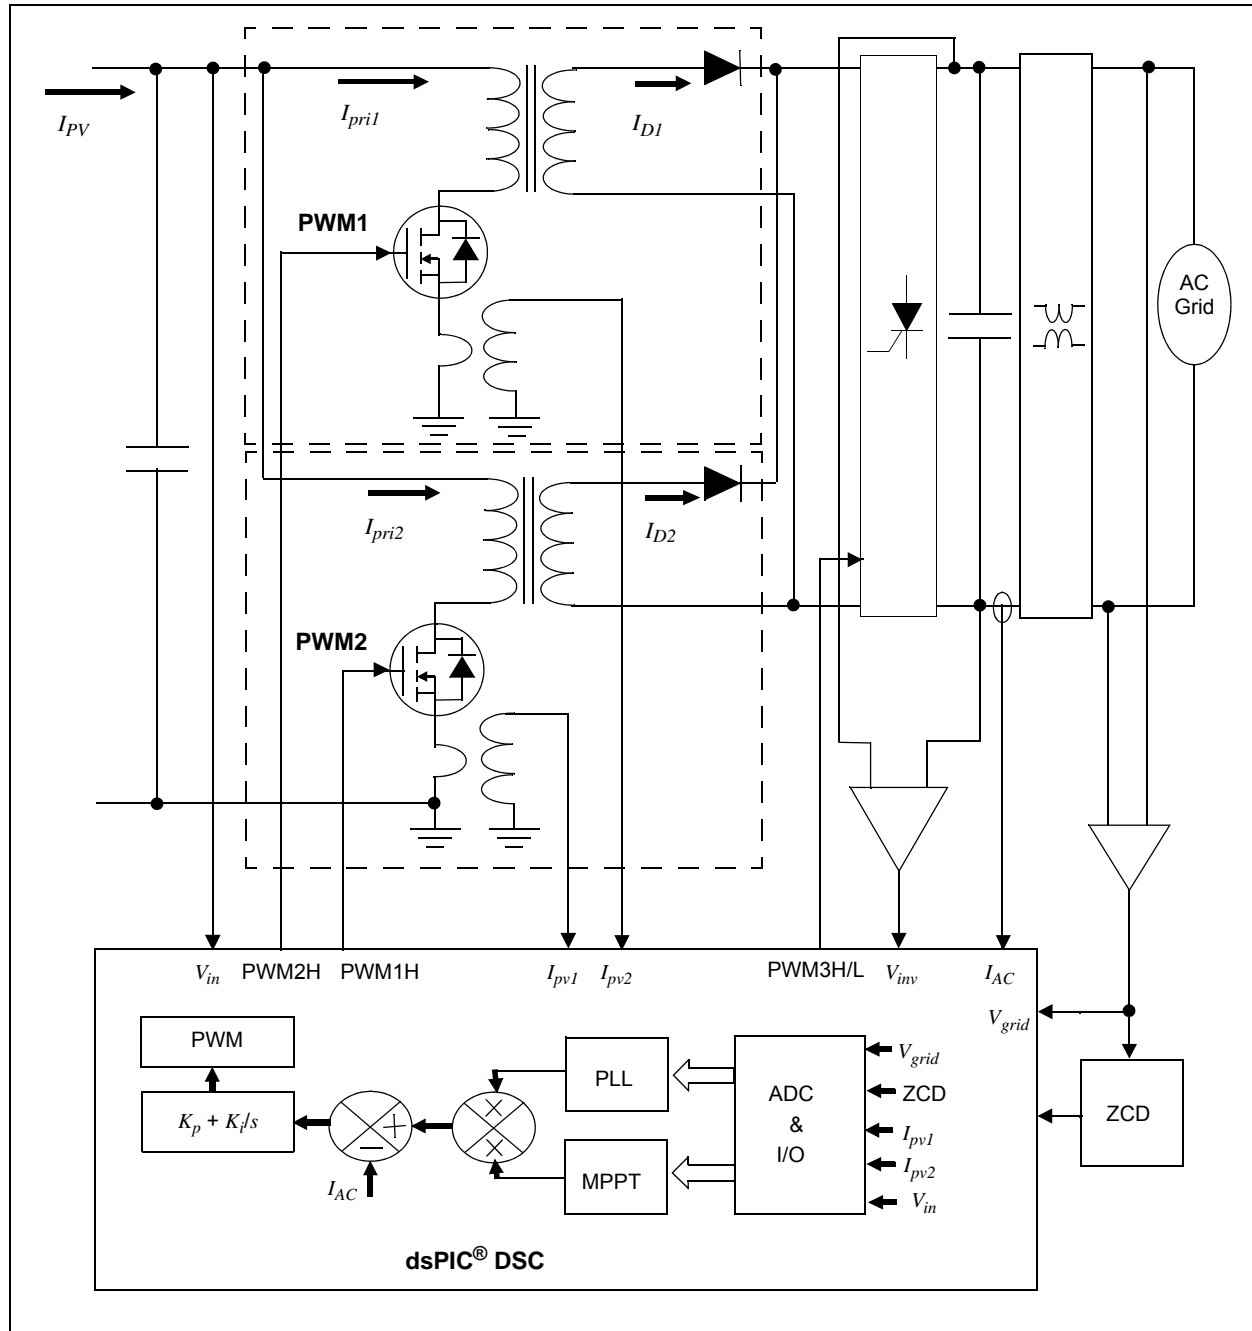 I_PV
I_pri1
I_D1
PWM1
AC
Grid
I_pri2
I_D2
PWM2
V_in
PWM2H
PWM1H
I_pv1
I_pv2
PWM3H/L
V_inv
I_AC
V_grid
PWM
K_p + K_i/s
PLL
MPPT
ADC
&
I/O
V_grid
ZCD
I_pv1
I_pv2
V_in
ZCD
I_AC
dsPIC® DSC